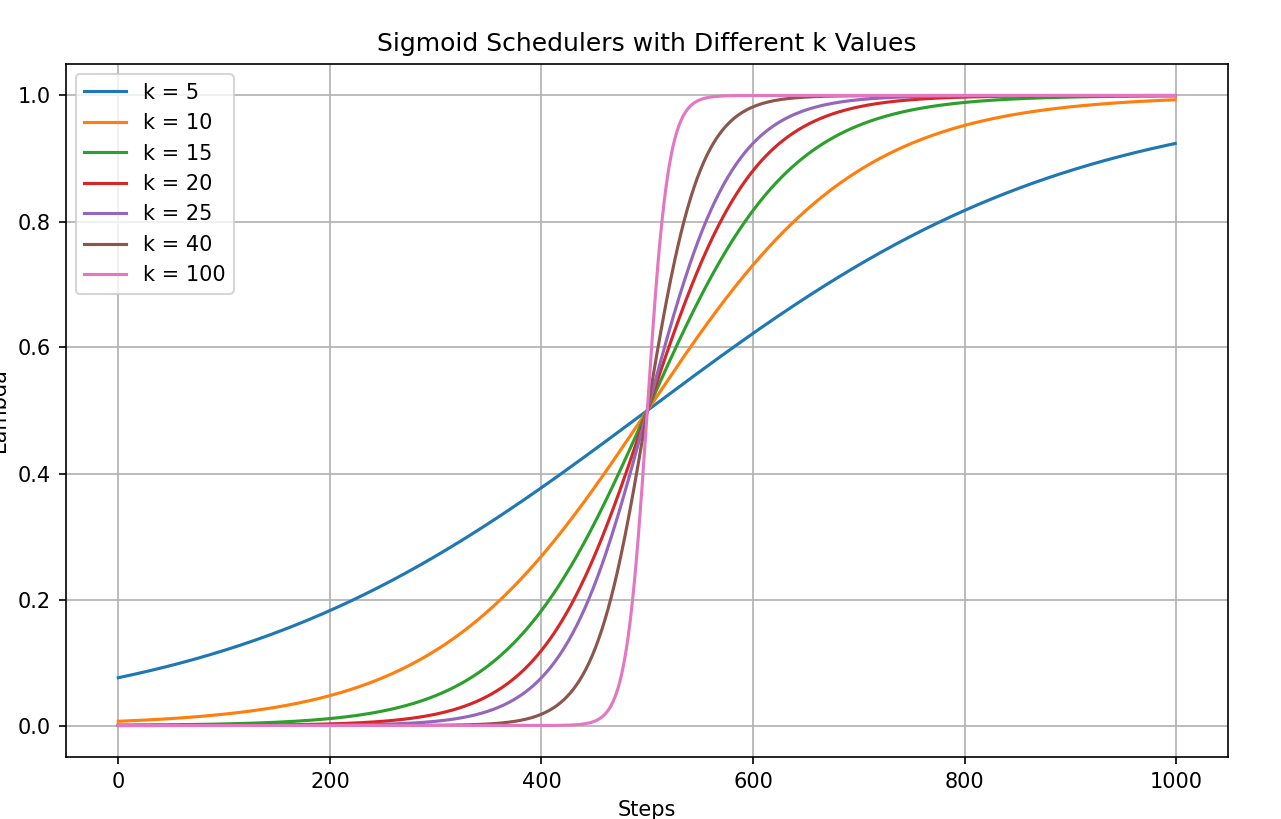 Sigmoid Schedulers with Different k Values
1.0
0.8
0.6
0.4
0.2
0.0
k = 5
k = 10
k = 15
k = 20
k = 25
k = 40
k = 100
Lambda
0 200 400 600 800 1000
Steps